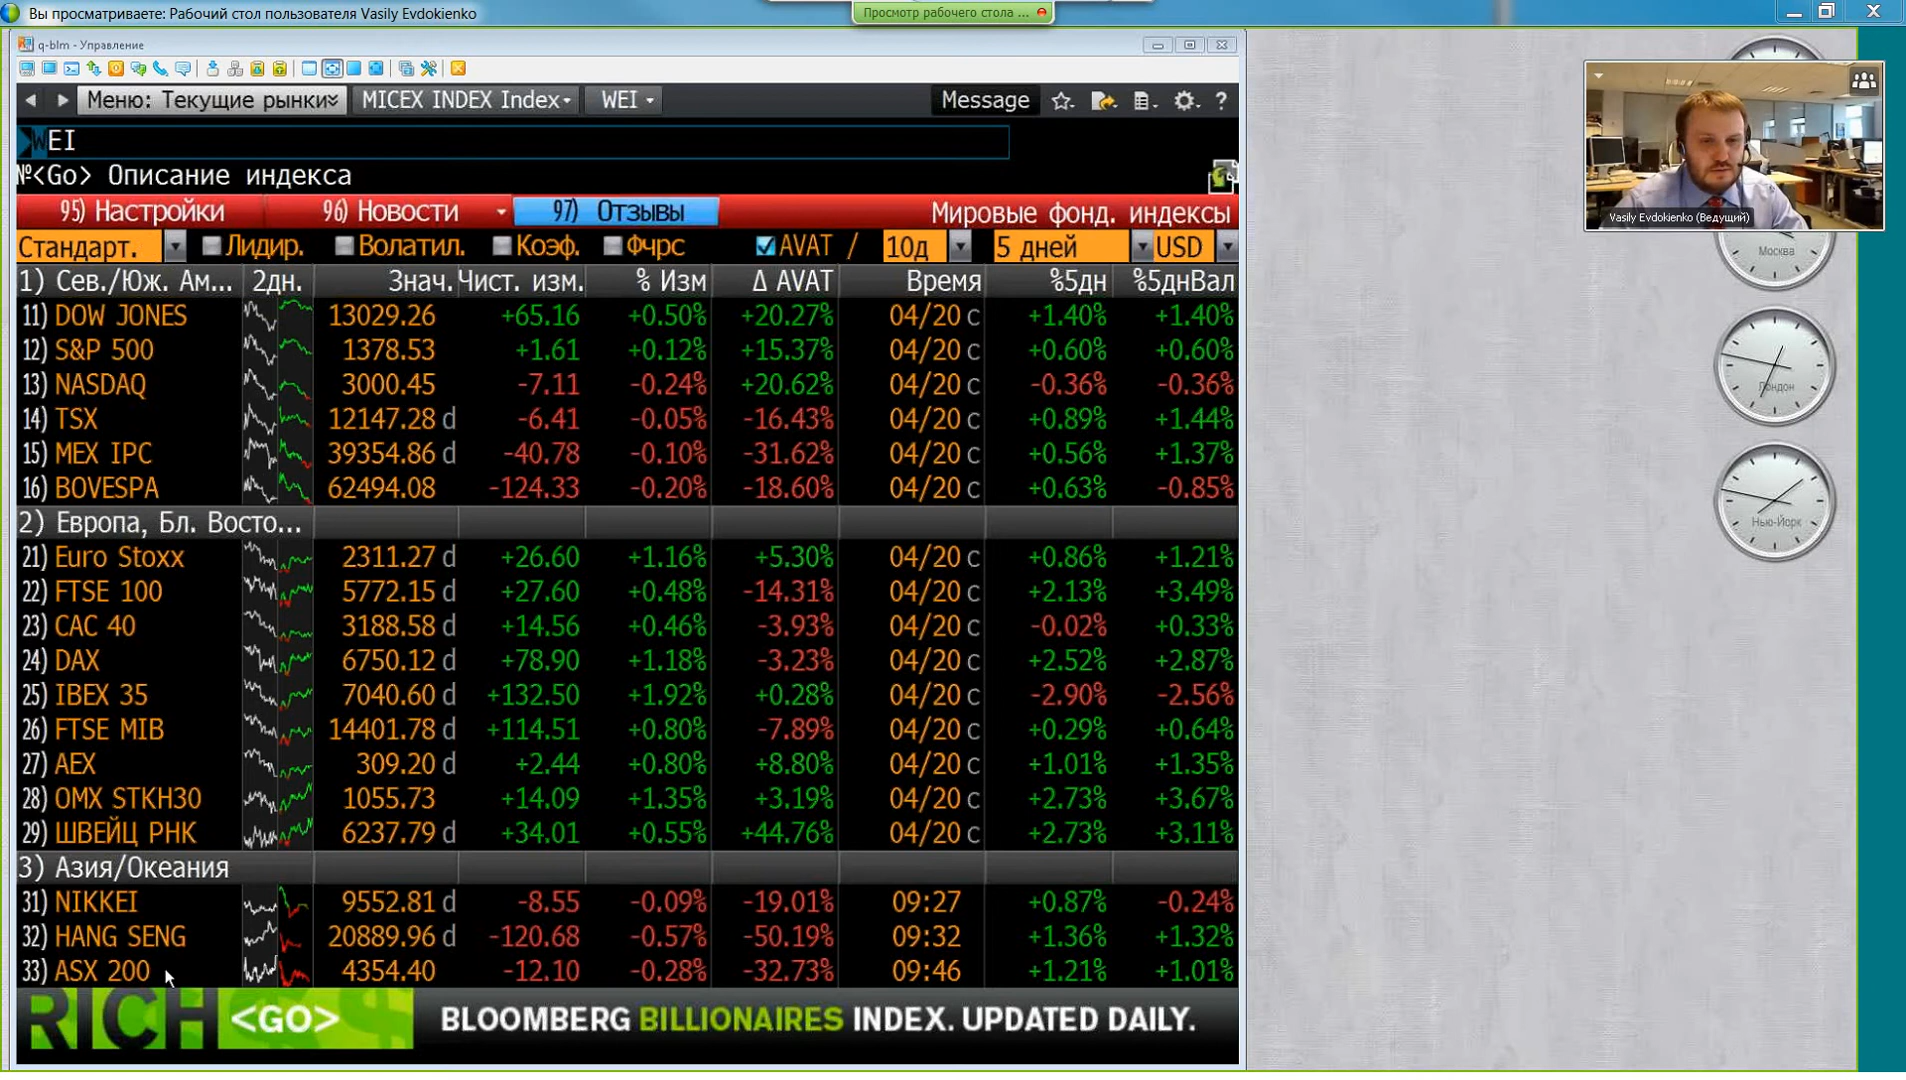 Вы просматриваете: Рабочий стол пользователя Vasily Evdokienko
Просмотр рабочего стола ...
q-blm - Управление
Меню: Текущие рынки
MICEX INDEX Index
WEI
Message
?
WEI
№<Go> Описание индекса
95) Настройки 96) Новости 97) Отзывы Мировые фонд. индексы
Стандарт. Лидир. Волатил. Коэф. Фчрс AVAT / 10д 5 дней USD
1) Сев./Юж. Ам... 2дн. Знач. Чист. изм. % Изм Δ AVAT Время %5дн %5днВал
11) DOW JONES 13029.26 +65.16 +0.50% +20.27% 04/20 c +1.40% +1.40%
12) S&P 500 1378.53 +1.61 +0.12% +15.37% 04/20 c +0.60% +0.60%
13) NASDAQ 3000.45 -7.11 -0.24% +20.62% 04/20 c -0.36% -0.36%
14) TSX 12147.28 d -6.41 -0.05% -16.43% 04/20 c +0.89% +1.44%
15) MEX IPC 39354.86 d -40.78 -0.10% -31.62% 04/20 c +0.56% +1.37%
16) BOVESPA 62494.08 -124.33 -0.20% -18.60% 04/20 c +0.63% -0.85%
2) Европа, Бл. Восто...
21) Euro Stoxx 2311.27 d +26.60 +1.16% +5.30% 04/20 c +0.86% +1.21%
22) FTSE 100 5772.15 d +27.60 +0.48% -14.31% 04/20 c +2.13% +3.49%
23) CAC 40 3188.58 d +14.56 +0.46% -3.93% 04/20 c -0.02% +0.33%
24) DAX 6750.12 d +78.90 +1.18% -3.23% 04/20 c +2.52% +2.87%
25) IBEX 35 7040.60 d +132.50 +1.92% +0.28% 04/20 c -2.90% -2.56%
26) FTSE MIB 14401.78 d +114.51 +0.80% -7.89% 04/20 c +0.29% +0.64%
27) AEX 309.20 d +2.44 +0.80% +8.80% 04/20 c +1.01% +1.35%
28) OMX STKH30 1055.73 +14.09 +1.35% +3.19% 04/20 c +2.73% +3.67%
29) ШВЕЙЦ РНК 6237.79 d +34.01 +0.55% +44.76% 04/20 c +2.73% +3.11%
3) Азия/Океания
31) NIKKEI 9552.81 d -8.55 -0.09% -19.01% 09:27 +0.87% -0.24%
32) HANG SENG 20889.96 d -120.68 -0.57% -50.19% 09:32 +1.36% +1.32%
33) ASX 200 4354.40 -12.10 -0.28% -32.73% 09:46 +1.21% +1.01%
RICH <GO> $ BLOOMBERG BILLIONAIRES INDEX. UPDATED DAILY.
Vasily Evdokienko (Ведущий)
Москва
Лондон
Нью-Йорк